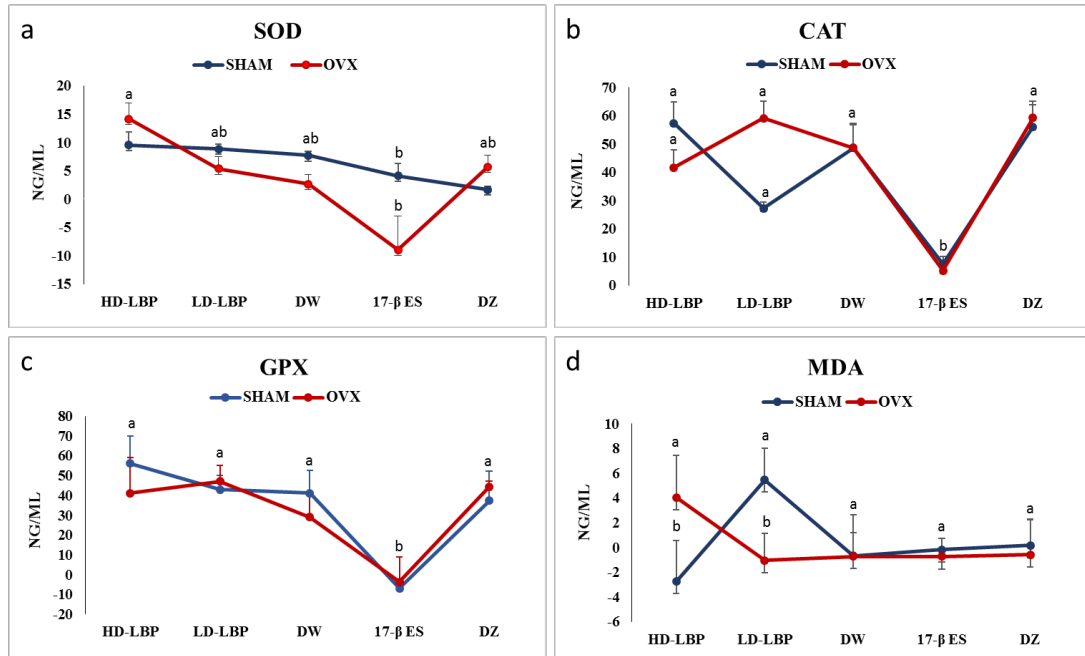 a
SOD
SHAM OVX
NG/ML
20
15
10
5
0
-5
-10
-15
a
ab
ab
b
b
ab
HD-LBP LD-LBP DW 17-β ES DZ
b
CAT
SHAM OVX
NG/ML
70
60
50
40
30
20
10
0
a
a
a
a
a
b
a
HD-LBP LD-LBP DW 17-β ES DZ
c
GPX
SHAM OVX
NG/ML
80
70
60
50
40
30
20
10
0
-10
-20
a
a
a
b
a
HD-LBP LD-LBP DW 17-β ES DZ
d
MDA
SHAM OVX
NG/ML
10
8
6
4
2
0
-2
-4
-6
a
b
a
b
a
a
a
HD-LBP LD-LBP DW 17-β ES DZ